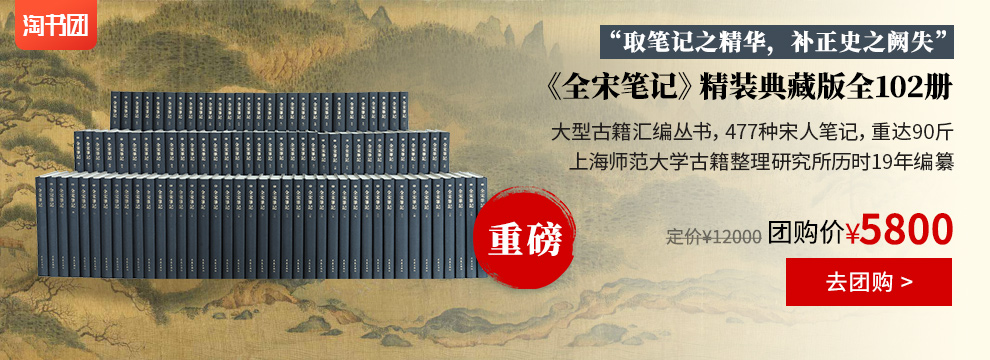 淘书团
“取笔记之精华，补正史之阙失”
《全宋笔记》精装典藏版全102册
大型古籍汇编丛书，477种宋人笔记，重达90斤
上海师范大学古籍整理研究所历时19年编纂
重磅
定价¥12000 团购价¥5800
去团购 >